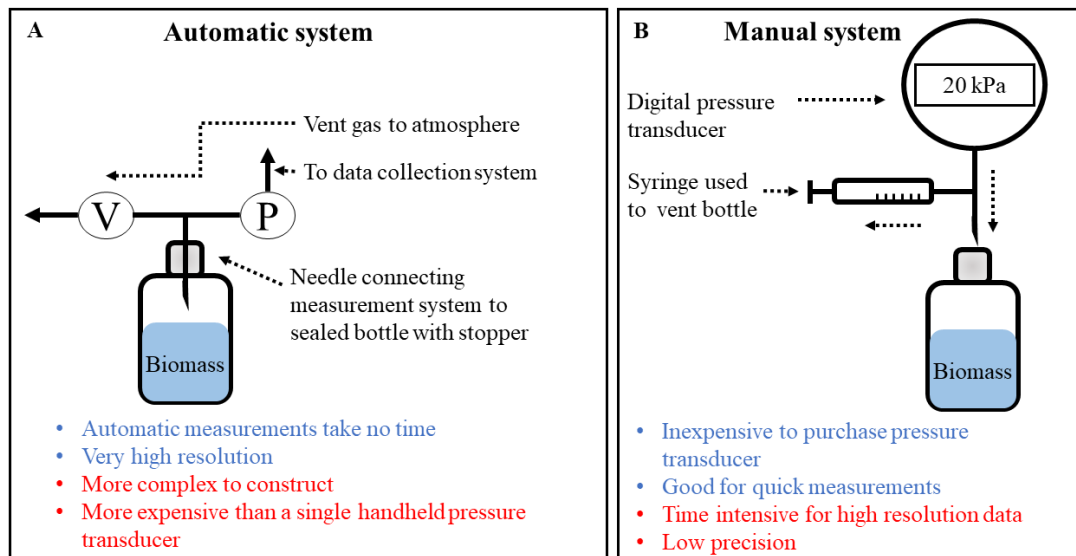 A
Automatic system
Vent gas to atmosphere
To data collection system
V
P
Needle connecting
measurement system to
sealed bottle with stopper
Biomass
• Automatic measurements take no time
• Very high resolution
• More complex to construct
• More expensive than a single handheld pressure
transducer
B
Manual system
20 kPa
Digital pressure
transducer
Syringe used
to vent bottle
Biomass
• Inexpensive to purchase pressure
transducer
• Good for quick measurements
• Time intensive for high resolution data
• Low precision